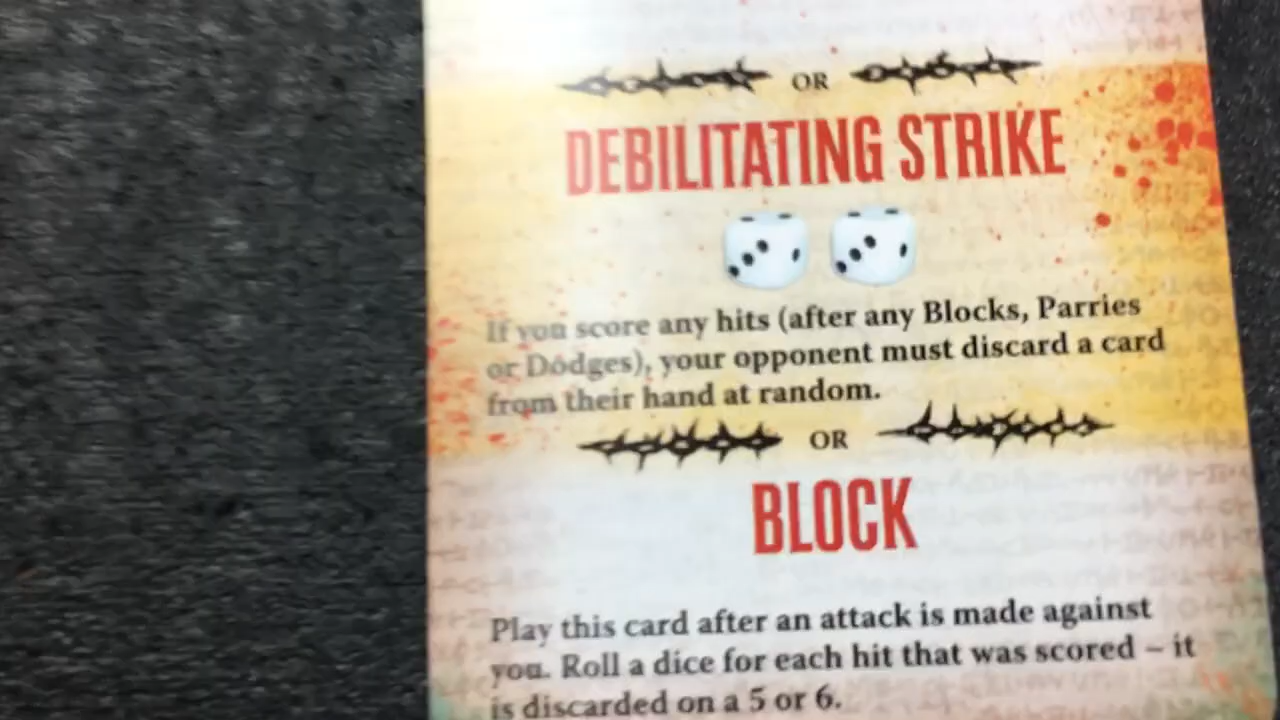 OR
DEBILITATING STRIKE
If you score any hits (after any Blocks, Parries
or Dodges), your opponent must discard a card
from their hand at random.
OR
BLOCK
Play this card after an attack is made against
you. Roll a dice for each hit that was scored – it
is discarded on a 5 or 6.